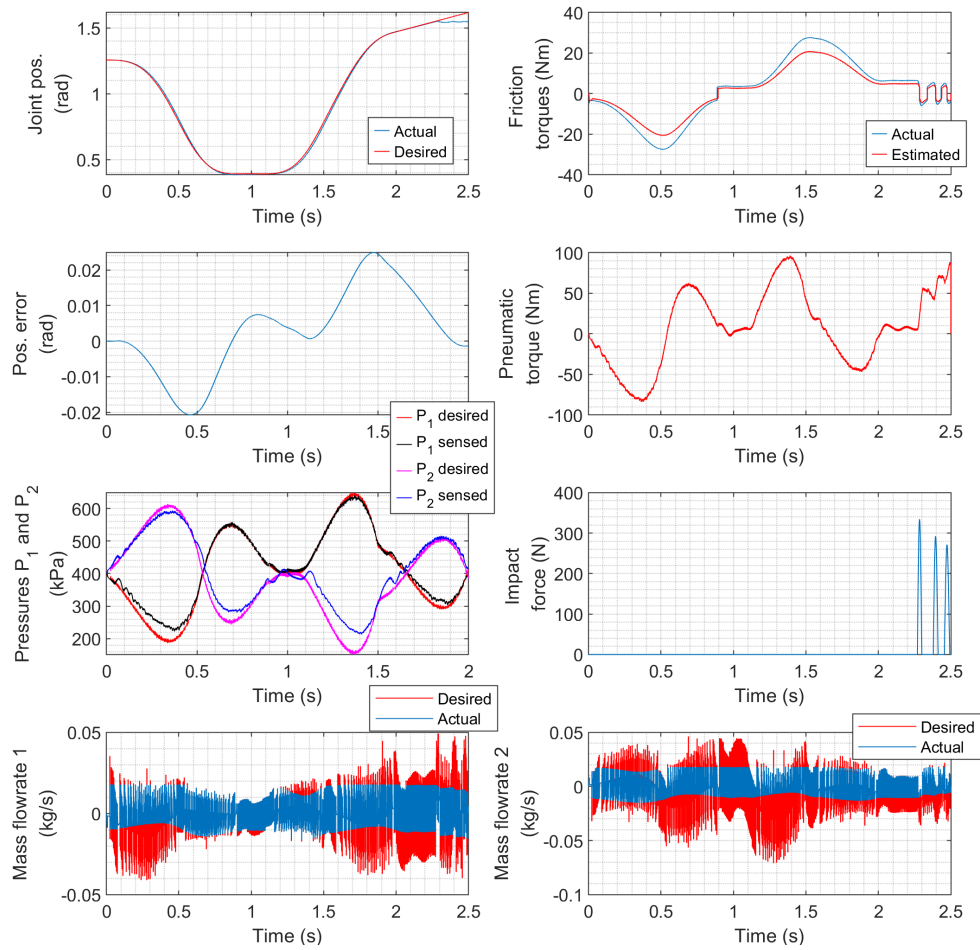 Joint pos.
(rad)
1.5
1
0.5
0
0.5
1
1.5
2
2.5
Time (s)
Actual
Desired
Friction
torques (Nm)
40
20
0
-20
-40
0
0.5
1
1.5
2
2.5
Time (s)
Actual
Estimated
Pos. error
(rad)
0.02
0.01
0
-0.01
-0.02
0
0.5
1
1.5
Time (s)
Pneumatic
torque (Nm)
100
50
0
-50
-100
0
0.5
1
1.5
2
2.5
Time (s)
P1 desired
P1 sensed
P2 desired
P2 sensed
Pressures P1 and P2
(kPa)
600
500
400
300
200
0
0.5
1
1.5
2
Time (s)
Impact
force (N)
400
300
200
100
0
0
0.5
1
1.5
2
2.5
Time (s)
Desired
Actual
Mass flowrate 1
(kg/s)
0.05
0
-0.05
0
0.5
1
1.5
2
2.5
Time (s)
Desired
Actual
Mass flowrate 2
(kg/s)
0.05
0
-0.05
-0.1
0
0.5
1
1.5
2
2.5
Time (s)